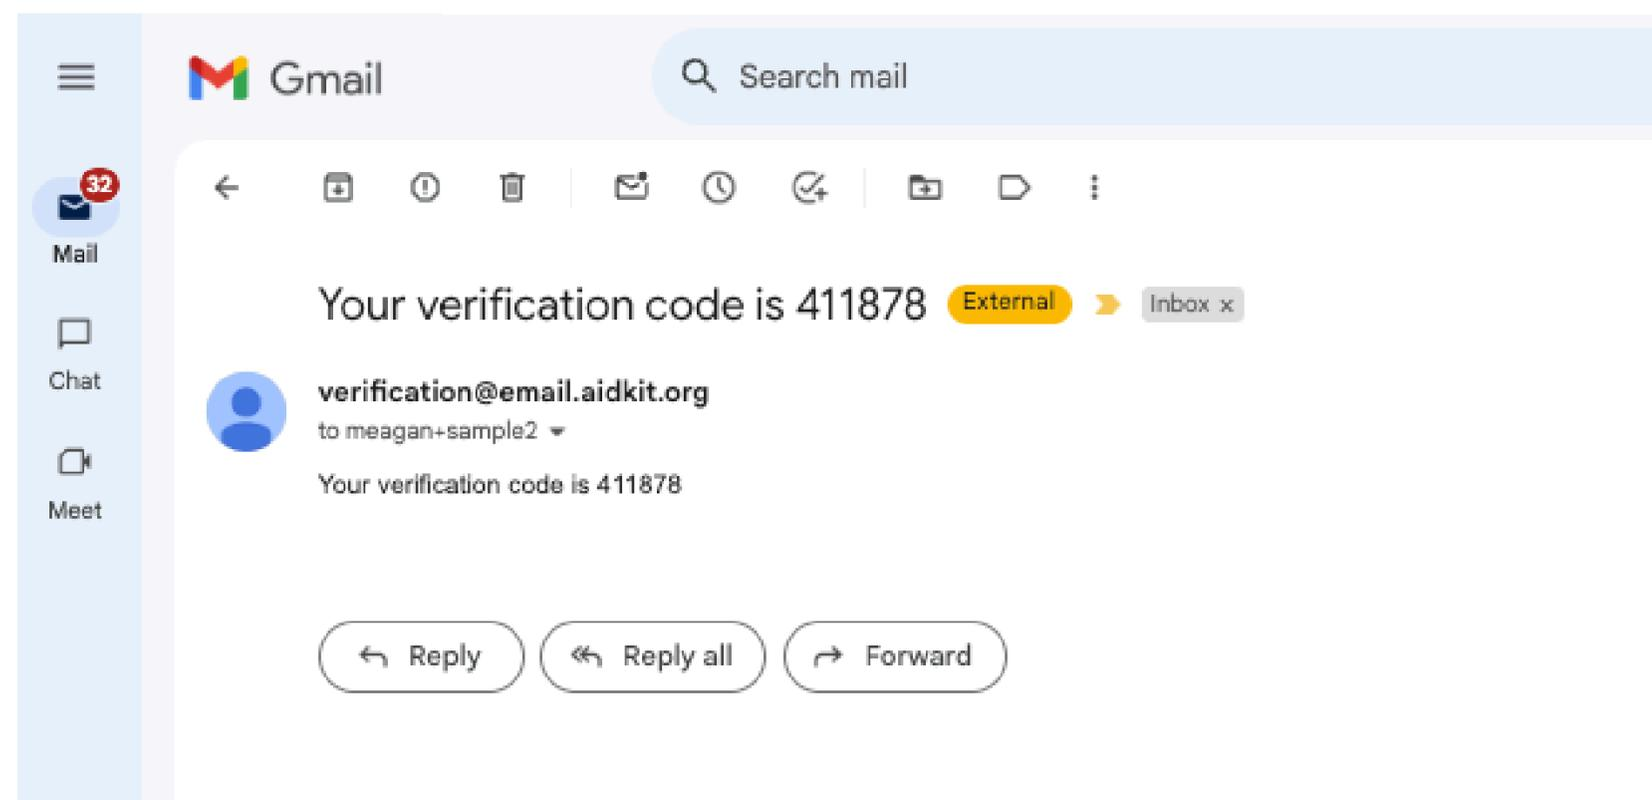 Gmail
Search mail
32
Mail
Your verification code is 411878 External Inbox x
verification@email.aidkit.org
Chat
to meagan+sample2
Your verification code is 411878
Meet
Reply Reply all Forward